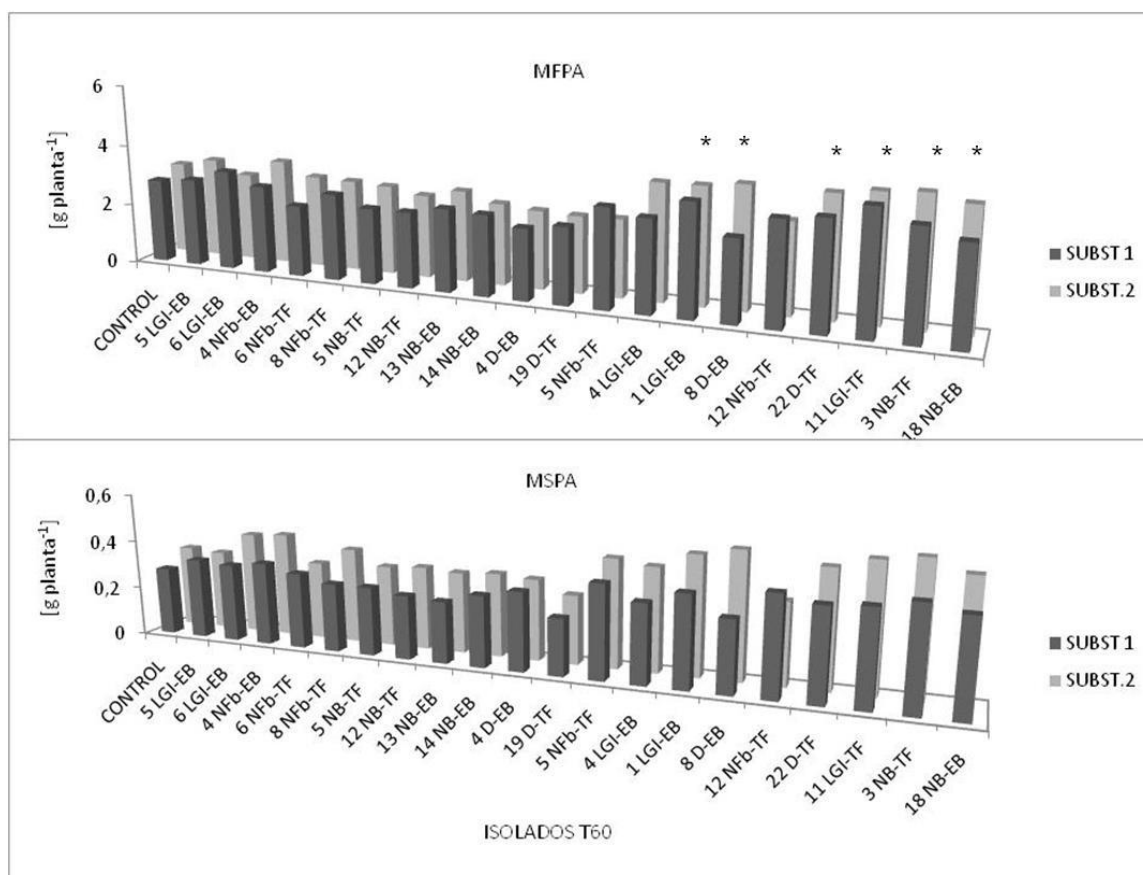 MFPA
6
4
2
0
[g planta⁻¹]
* * * * * *
SUBST 1
SUBST.2
CONTROL
5 LGI-EB
6 LGI-EB
4 NFb-EB
6 NFb-TF
8 NFb-TF
5 NB-TF
12 NB-TF
13 NB-EB
14 NB-EB
4 D-EB
19 D-TF
5 NFb-TF
4 LGI-EB
1 LGI-EB
8 D-EB
12 NFb-TF
22 D-TF
11 LGI-TF
3 NB-TF
18 NB-EB
MSPA
0,6
0,4
0,2
0
[g planta⁻¹]
SUBST 1
SUBST.2
CONTROL
5 LGI-EB
6 LGI-EB
4 NFb-EB
6 NFb-TF
8 NFb-TF
5 NB-TF
12 NB-TF
13 NB-EB
14 NB-EB
4 D-EB
19 D-TF
5 NFb-TF
4 LGI-EB
1 LGI-EB
8 D-EB
12 NFb-TF
22 D-TF
11 LGI-TF
3 NB-TF
18 NB-EB
ISOLADOS T60